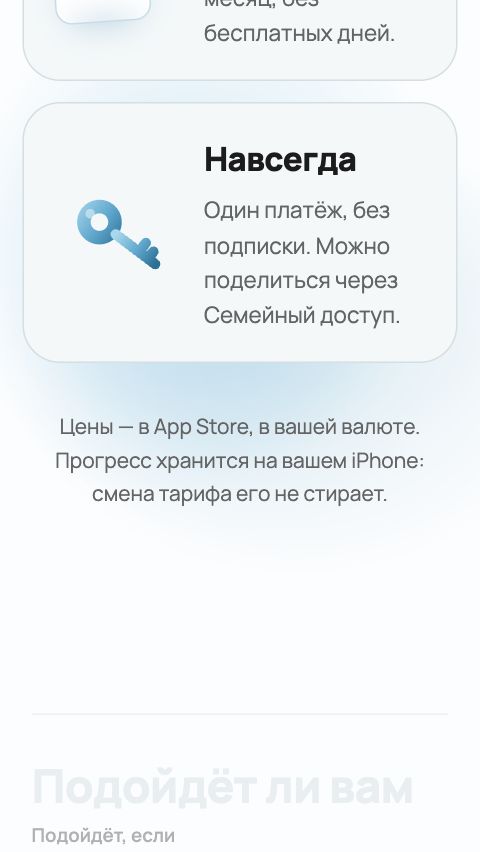 месяц, без
бесплатных дней.
Навсегда
Один платёж, без
подписки. Можно
поделиться через
Семейный доступ.
Цены — в App Store, в вашей валюте.
Прогресс хранится на вашем iPhone:
смена тарифа его не стирает.
Подойдёт ли вам
Подойдёт, если